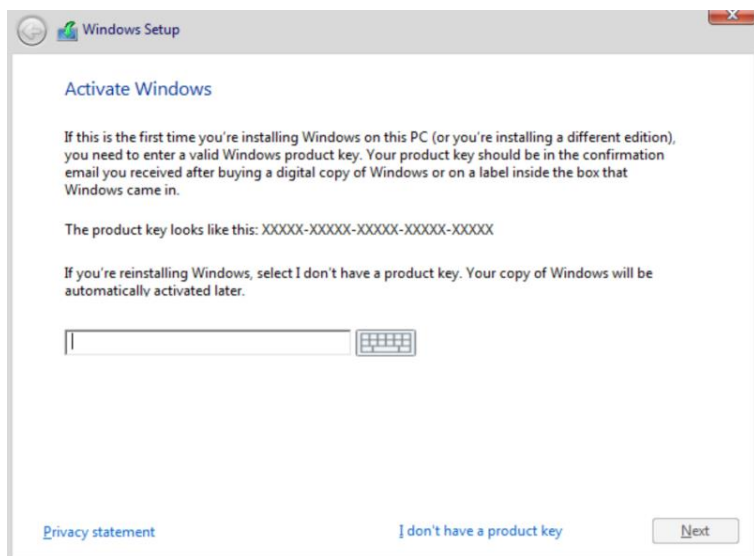 Windows Setup
Activate Windows
If this is the first time you're installing Windows on this PC (or you're installing a different edition),
you need to enter a valid Windows product key. Your product key should be in the confirmation
email you received after buying a digital copy of Windows or on a label inside the box that
Windows came in.
The product key looks like this: XXXXX-XXXXX-XXXXX-XXXXX-XXXXX
If you're reinstalling Windows, select I don't have a product key. Your copy of Windows will be
automatically activated later.
Privacy statement
I don't have a product key
Next